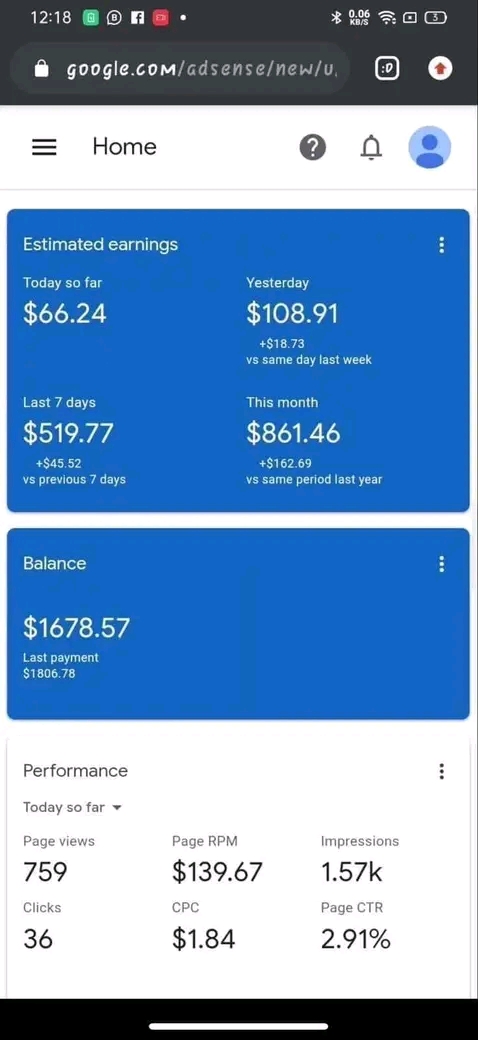 12:18
0.06
KB/S
3
google.com/adsense/new/u
:D
Home
Estimated earnings
Today so far
Yesterday
$66.24
$108.91
+$18.73
vs same day last week
Last 7 days
This month
$519.77
$861.46
+$45.52
+$162.69
vs previous 7 days
vs same period last year
Balance
$1678.57
Last payment
$1806.78
Performance
Today so far
Page views
Page RPM
Impressions
759
$139.67
1.57k
Clicks
CPC
Page CTR
36
$1.84
2.91%